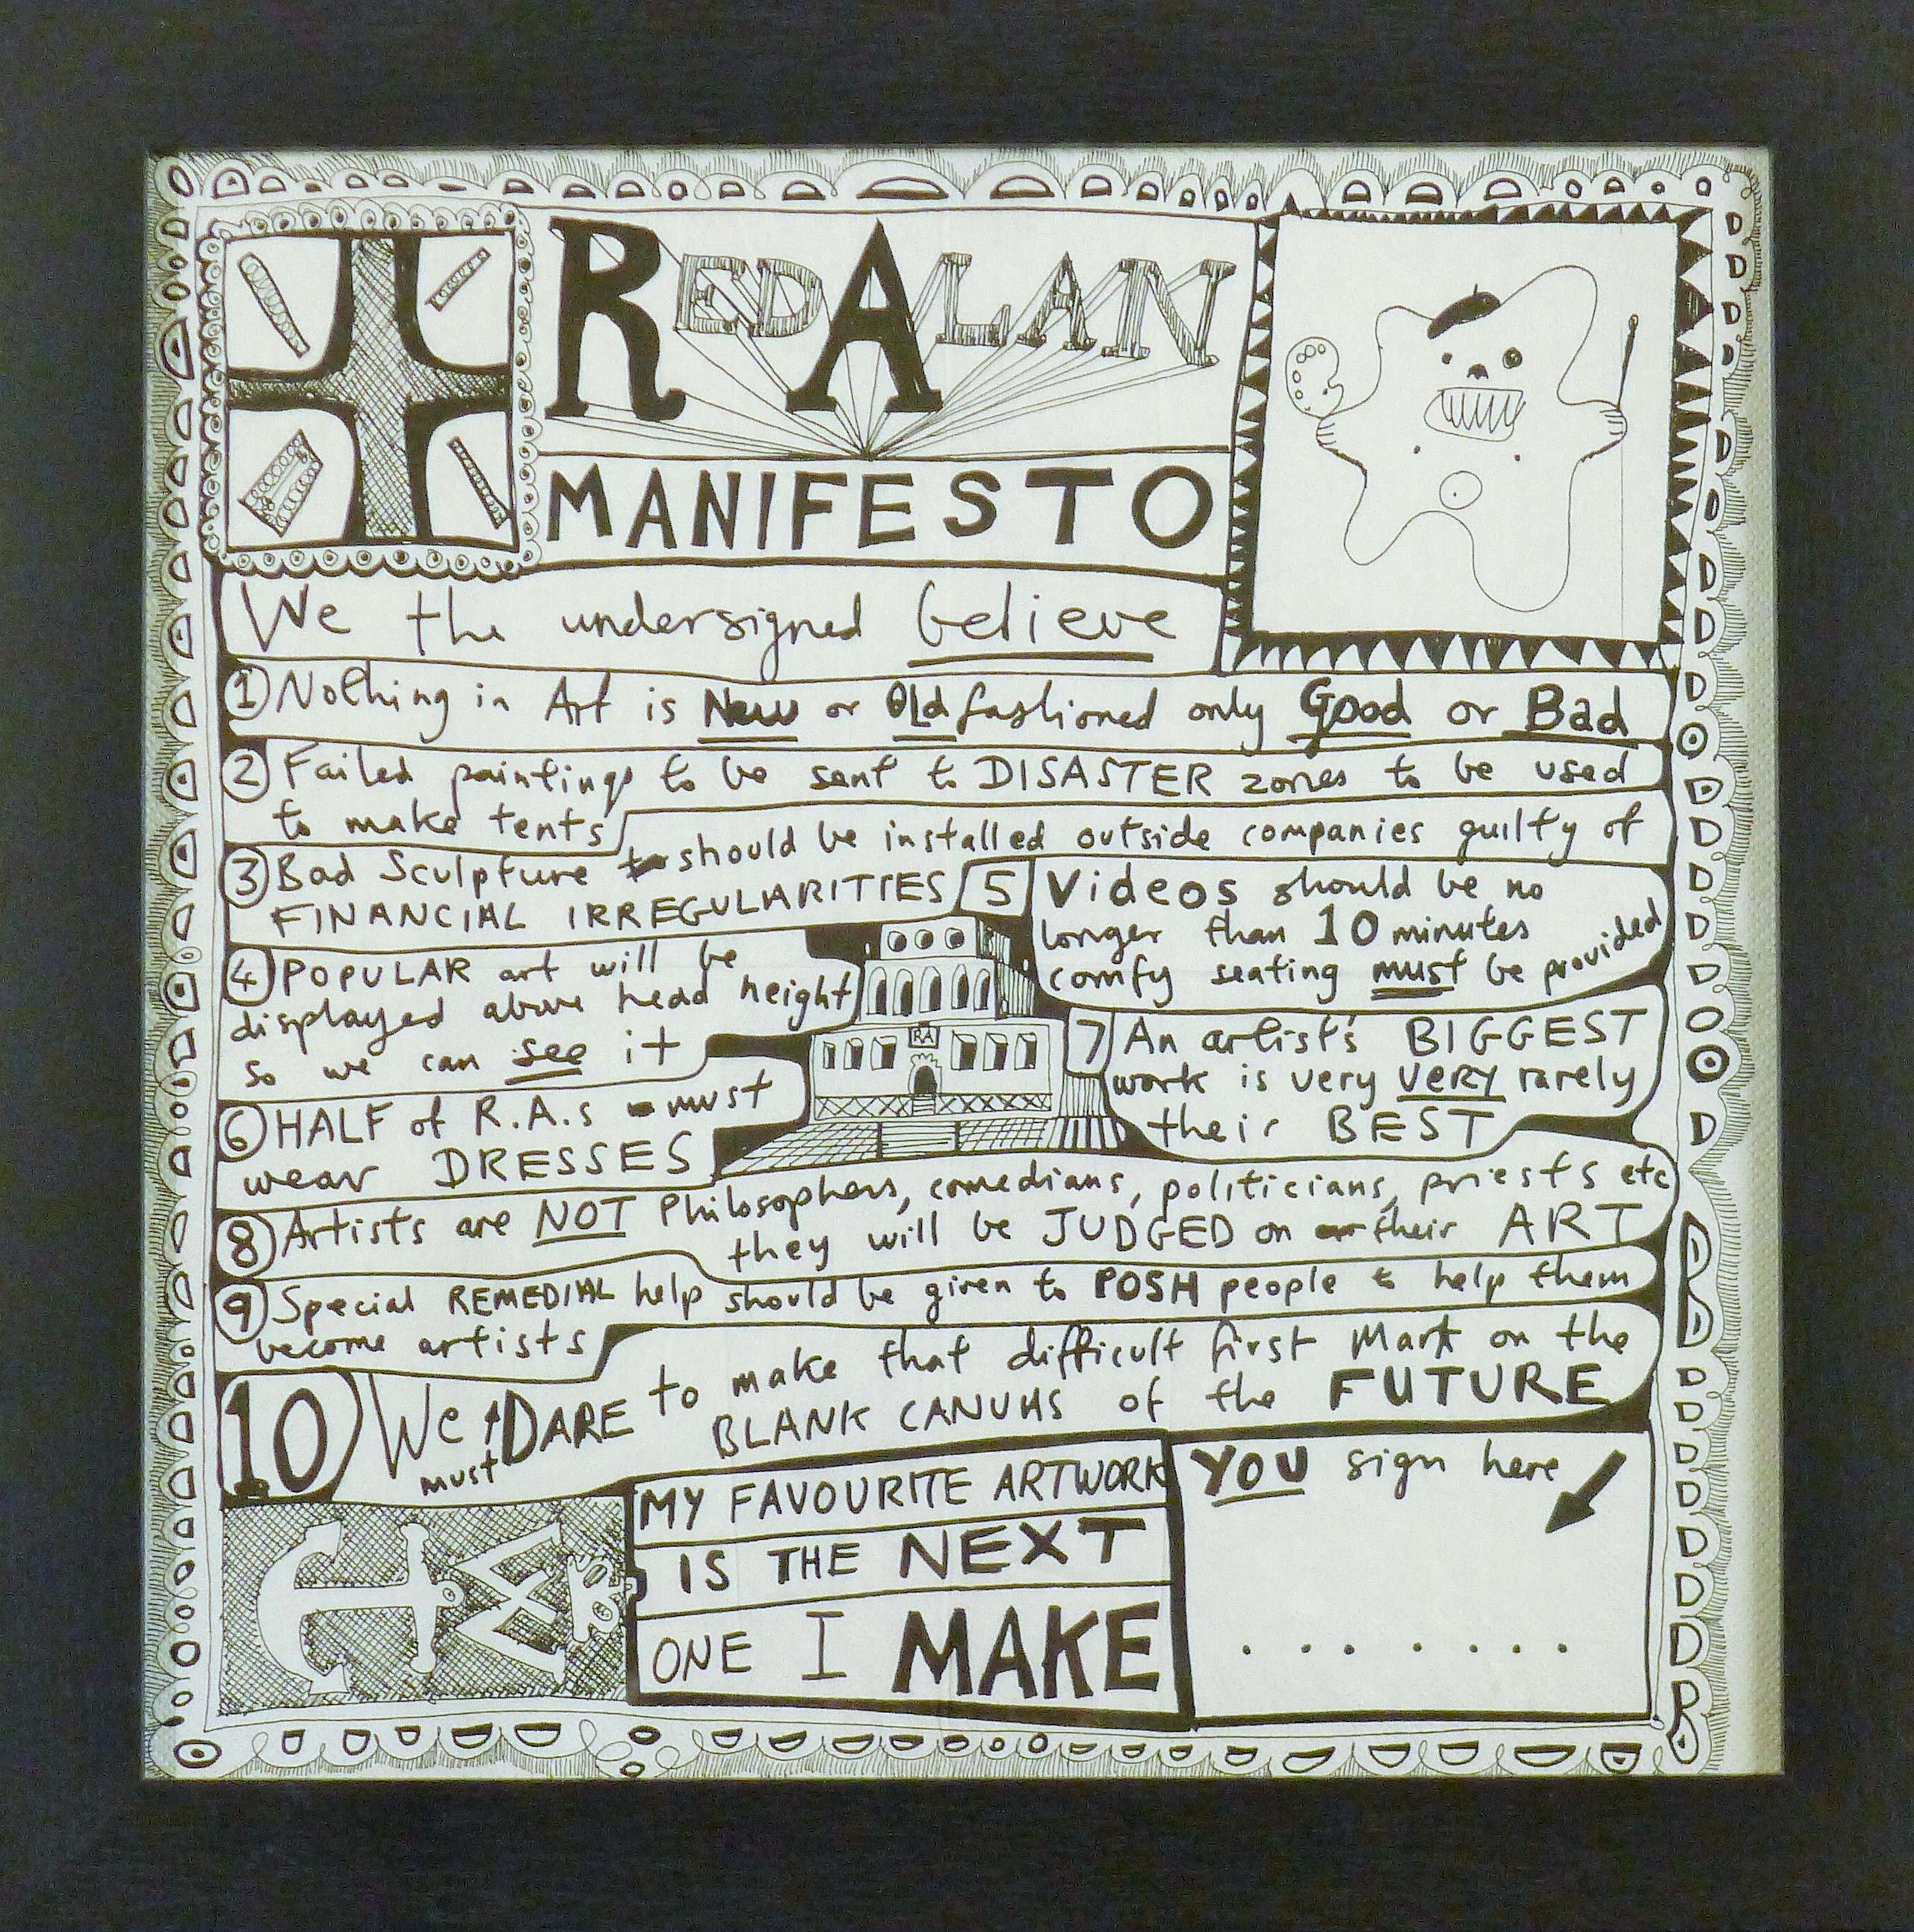 REDALAN
MANIFESTO
We the undersigned believe
1 Nothing in Art is New or Old fashioned only Good or Bad
2 Failed paintings to be sent to DISASTER zones to be used
to make tents
3 Bad Sculpture should be installed outside companies guilty of
FINANCIAL IRREGULARITIES
4 POPULAR art will be
displayed above head height
so we can see it
5 Videos should be no
longer than 10 minutes
comfy seating must be provided
RA
6 HALF of R.A.s must
wear DRESSES
7 An artist's BIGGEST
work is very very rarely
their BEST
8 Artists are NOT Philosophers, comedians, politicians, priests etc
they will be JUDGED on their ART
9 Special REMEDIAL help should be given to POSH people to help them
become artists
10 We must DARE to make that difficult first Mark on the
BLANK CANVAS of the FUTURE
MY FAVOURITE ARTWORK
IS THE NEXT
ONE I MAKE
YOU sign here
. . . . . . . .